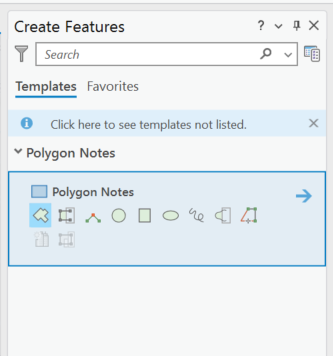 Create Features
?
Search
Templates Favorites
Click here to see templates not listed.
Polygon Notes
Polygon Notes